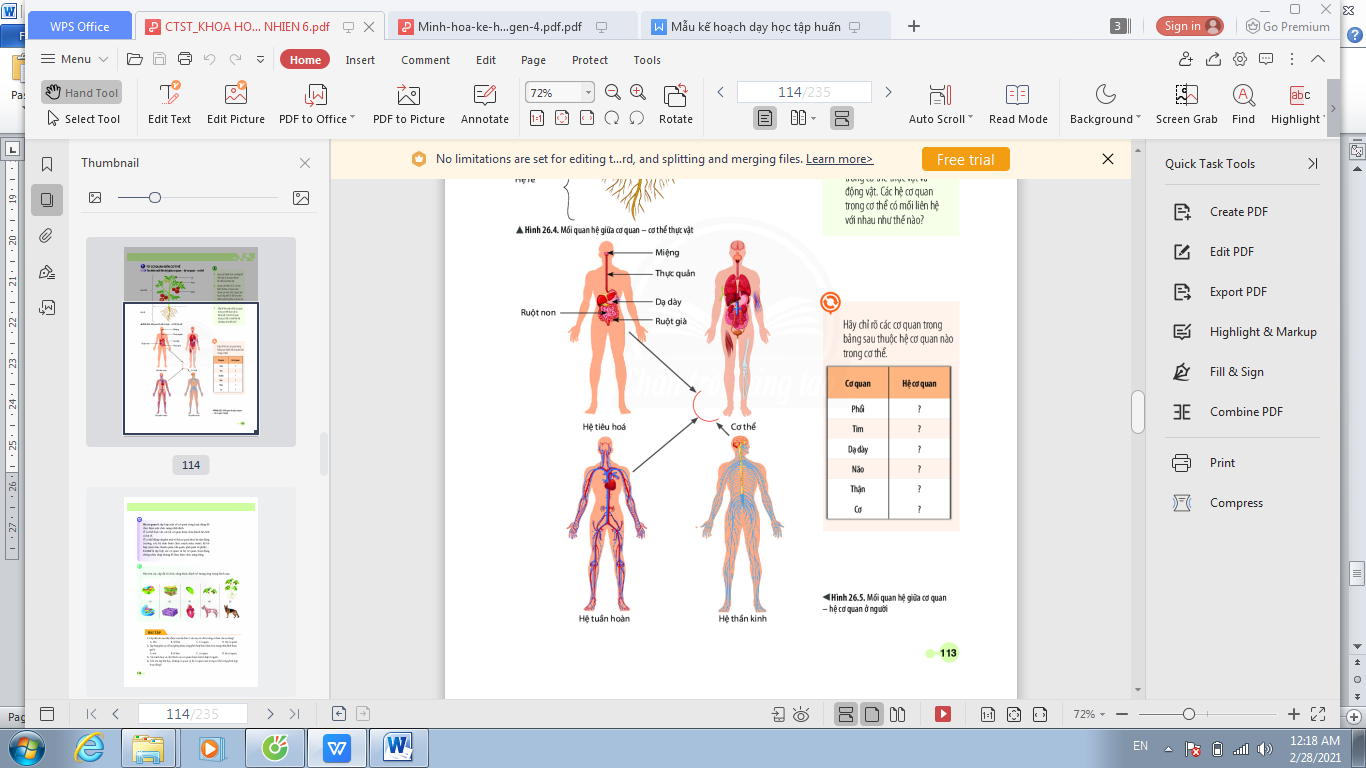 WPS Office
CTST_KHOA HO... NHIEN 6.pdf
Minh-hoa-ke-h...gen-4.pdf.pdf
Mẫu kế hoạch dạy học tập huấn
3
Sign in
Go Premium
Menu
Home
Insert
Comment
Edit
Page
Protect
Tools
Hand Tool
Select Tool
Edit Text
Edit Picture
PDF to Office
PDF to Picture
Annotate
72%
Rotate
114/235
Auto Scroll
Read Mode
Background
Screen Grab
Find
Highlight
Thumbnail
No limitations are set for editing t...rd, and splitting and merging files. Learn more>
Free trial
Quick Task Tools
Create PDF
Edit PDF
Export PDF
Highlight & Markup
Fill & Sign
Combine PDF
Print
Compress
114
Hệ rễ
trong cơ thể thực vật và
động vật. Các hệ cơ quan
trong cơ thể có mối liên hệ
với nhau như thế nào?
▲ Hình 26.4. Mối quan hệ giữa cơ quan – cơ thể thực vật
Miệng
Thực quản
Dạ dày
Ruột non
Ruột già
Hệ tiêu hoá
Cơ thể
Hệ tuần hoàn
Hệ thần kinh
Hãy chỉ rõ các cơ quan trong
bảng sau thuộc hệ cơ quan nào
trong cơ thể.
Cơ quan Hệ cơ quan
Phổi ?
Tim ?
Dạ dày ?
Não ?
Thận ?
Cơ ?
◀ Hình 26.5. Mối quan hệ giữa cơ quan
– hệ cơ quan ở người
113
114/235
72%
EN
12:18 AM
2/28/2021